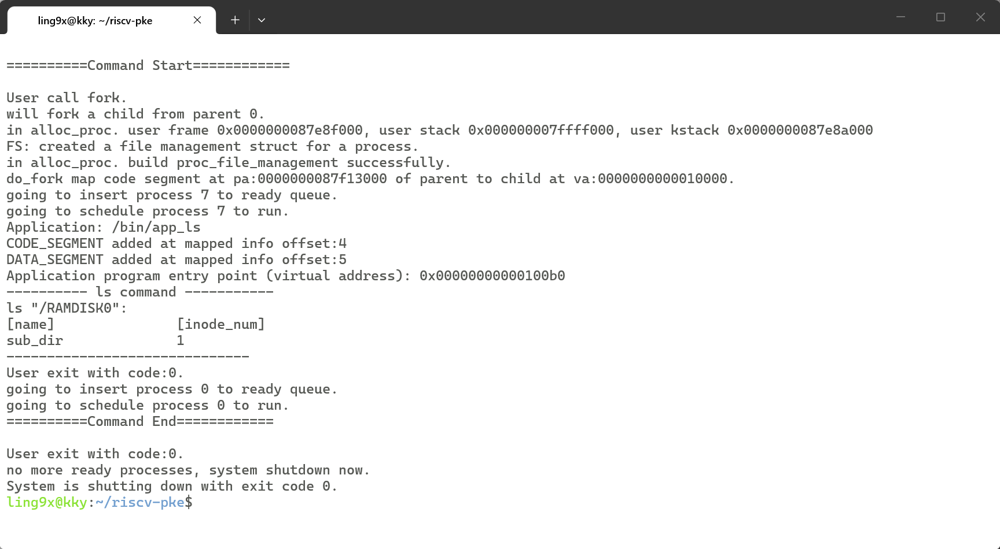 ling9x@kky: ~/riscv-pke
==========Command Start============
User call fork.
will fork a child from parent 0.
in alloc_proc. user frame 0x0000000087e8f000, user stack 0x000000007ffff000, user kstack 0x0000000087e8a000
FS: created a file management struct for a process.
in alloc_proc. build proc_file_management successfully.
do_fork map code segment at pa:0000000087f13000 of parent to child at va:0000000000010000.
going to insert process 7 to ready queue.
going to schedule process 7 to run.
Application: /bin/app_ls
CODE_SEGMENT added at mapped info offset:4
DATA_SEGMENT added at mapped info offset:5
Application program entry point (virtual address): 0x00000000000100b0
---------- ls command -----------
ls "/RAMDISK0":
[name]               [inode_num]
sub_dir              1
------------------------------
User exit with code:0.
going to insert process 0 to ready queue.
going to schedule process 0 to run.
==========Command End============
User exit with code:0.
no more ready processes, system shutdown now.
System is shutting down with exit code 0.
ling9x@kky:~/riscv-pke$